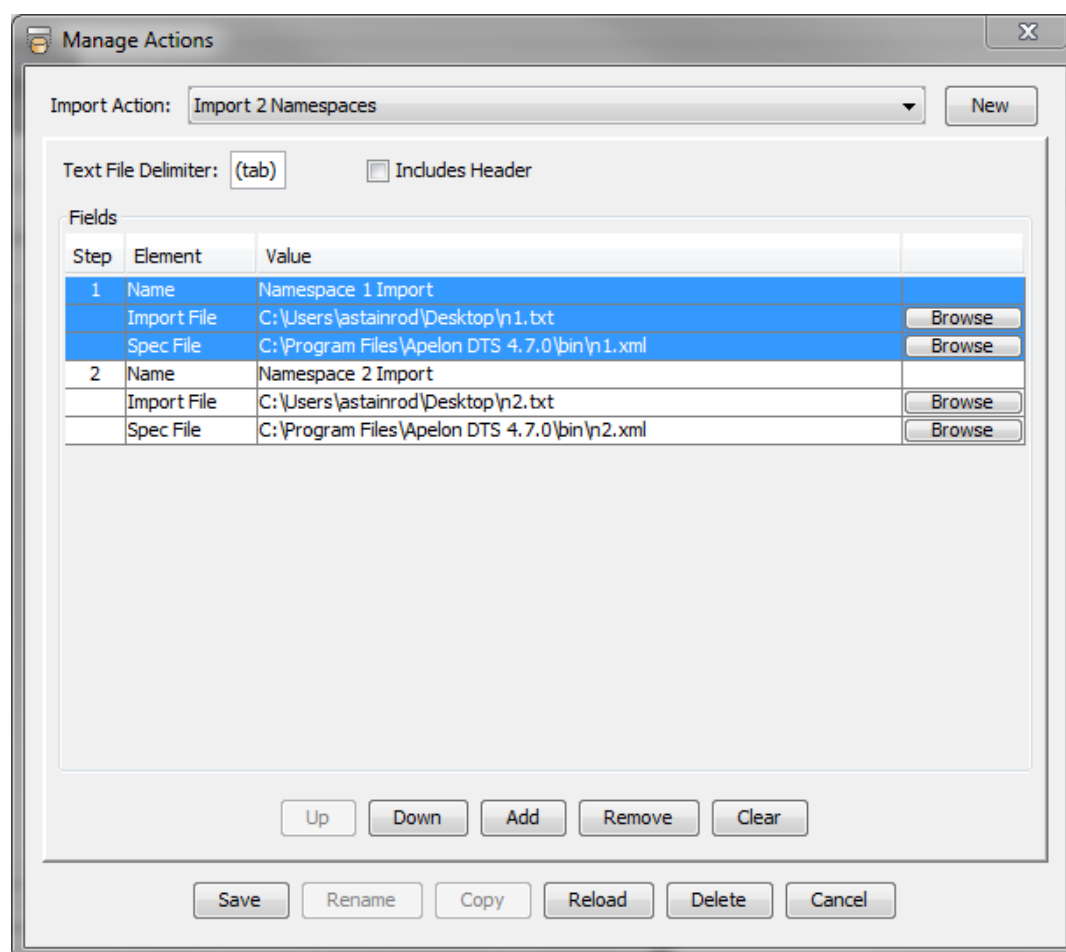 Manage Actions
Import Action: Import 2 Namespaces New
Text File Delimiter: (tab) Includes Header
Fields
Step Element Value
1 Name Namespace 1 Import
Import File C:\Users\astainrod\Desktop\n1.txt Browse
Spec File C:\Program Files\Apelon DTS 4.7.0\bin\n1.xml Browse
2 Name Namespace 2 Import
Import File C:\Users\astainrod\Desktop\n2.txt Browse
Spec File C:\Program Files\Apelon DTS 4.7.0\bin\n2.xml Browse
Up Down Add Remove Clear
Save Rename Copy Reload Delete Cancel